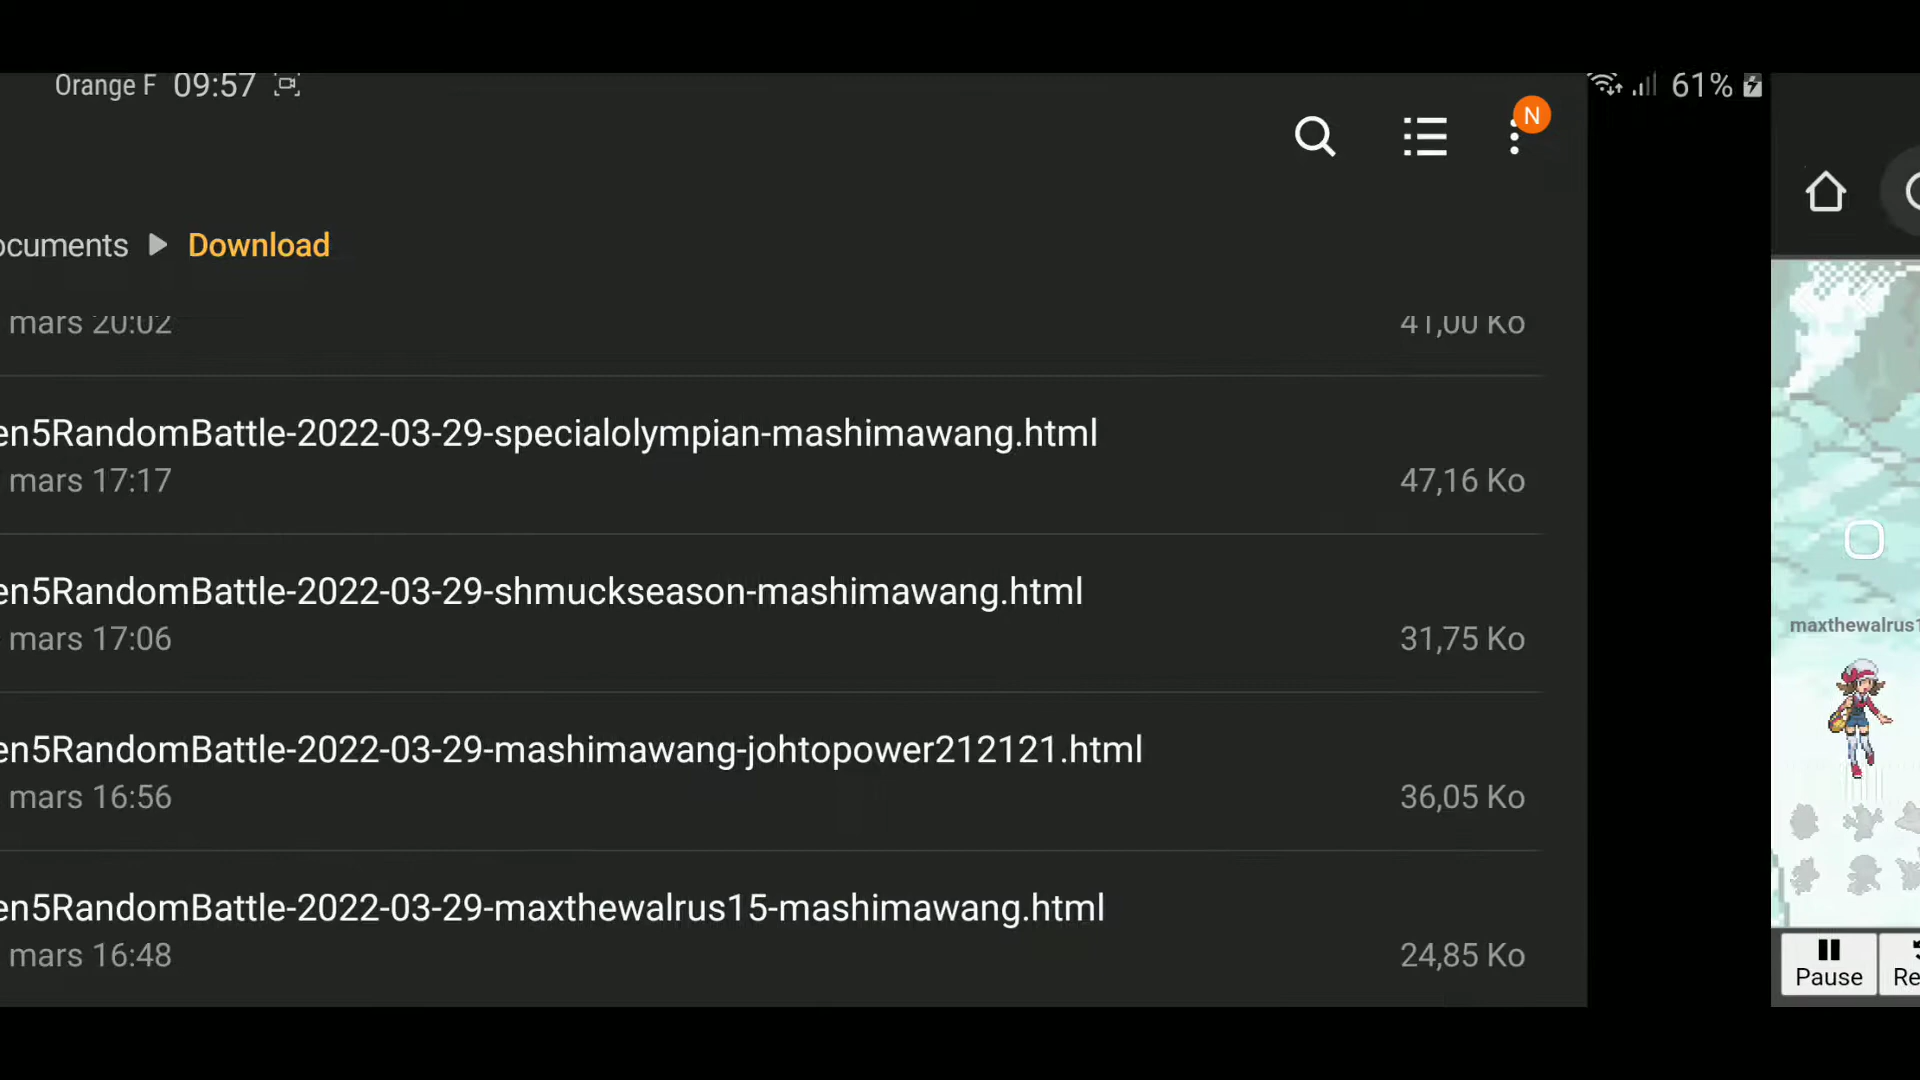 Orange F 09:57
61%
N
ocuments ▶ Download
mars 20:02
41,00 Ko
en5RandomBattle-2022-03-29-specialolympian-mashimawang.html
mars 17:17
47,16 Ko
en5RandomBattle-2022-03-29-shmuckseason-mashimawang.html
mars 17:06
31,75 Ko
en5RandomBattle-2022-03-29-mashimawang-johtopower212121.html
mars 16:56
36,05 Ko
en5RandomBattle-2022-03-29-maxthewalrus15-mashimawang.html
mars 16:48
24,85 Ko
maxthewalrus1
Pause
Re